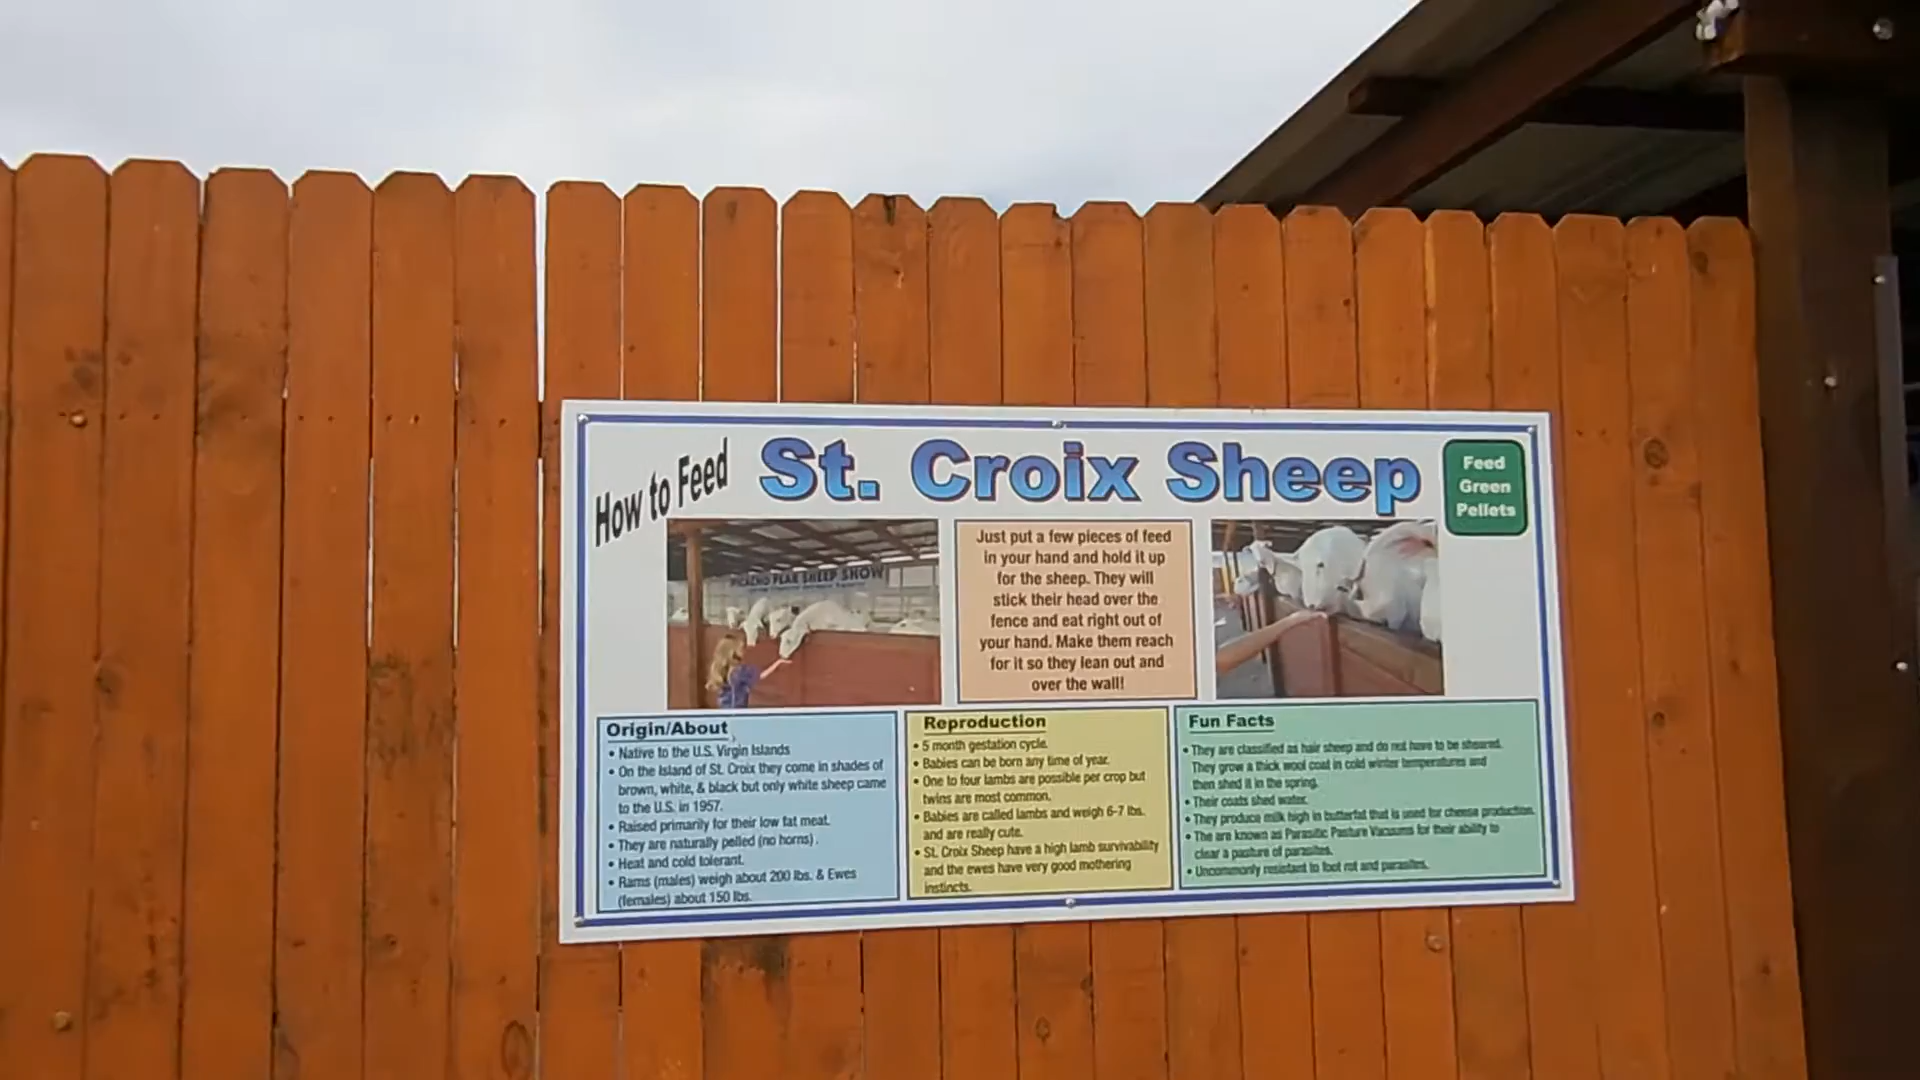 How to Feed
St. Croix Sheep
Feed
Green
Pellets
PICACHO PEAK SHEEP SHOW
Just put a few pieces of feed
in your hand and hold it up
for the sheep. They will
stick their head over the
fence and eat right out of
your hand. Make them reach
for it so they lean out and
over the wall!
Origin/About
• Native to the U.S. Virgin Islands
• On the Island of St. Croix they come in shades of
brown, white, & black but only white sheep came
to the U.S. in 1957.
• Raised primarily for their low fat meat.
• They are naturally pelled (no horns).
• Heat and cold tolerant.
• Rams (males) weigh about 200 lbs. & Ewes
(females) about 150 lbs.
Reproduction
• 5 month gestation cycle.
• Babies can be born any time of year.
• One to four lambs are possible per crop but
twins are most common.
• Babies are called lambs and weigh 6-7 lbs.
and are really cute.
• St. Croix Sheep have a high lamb survivability
and the ewes have very good mothering
instincts.
Fun Facts
• They are classified as hair sheep and do not have to be sheared.
They grow a thick wool coat in cold winter temperatures and
then shed it in the spring.
• Their coats shed water.
• They produce milk high in butterfat that is used for cheese production.
• The are known as Parasitic Pasture Vacuums for their ability to
clear a pasture of parasites.
• Uncommonly resistant to foot rot and parasites.